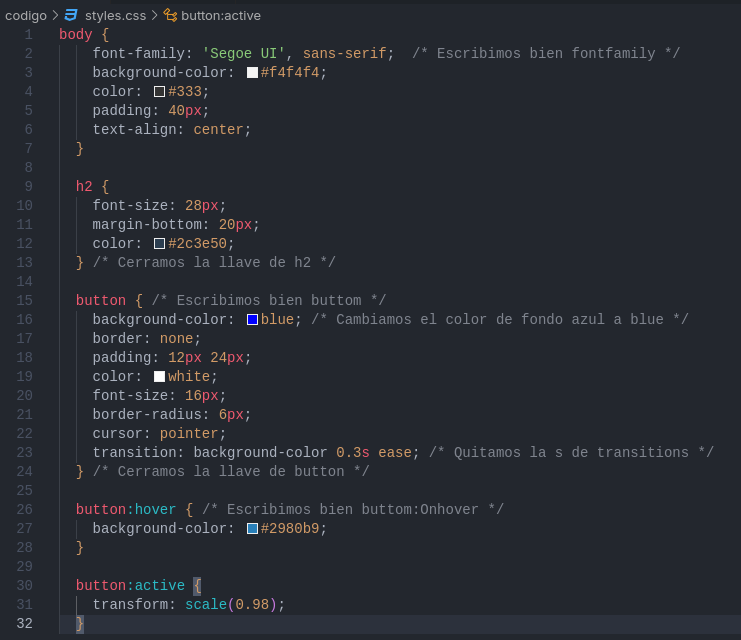 codigo > styles.css > button:active
1 body {
2     font-family: 'Segoe UI', sans-serif;  /* Escribimos bien fontfamily */
3     background-color: #f4f4f4;
4     color: #333;
5     padding: 40px;
6     text-align: center;
7   }
8
9   h2 {
10     font-size: 28px;
11     margin-bottom: 20px;
12     color: #2c3e50;
13   } /* Cerramos la llave de h2 */
14
15   button { /* Escribimos bien buttom */
16     background-color: blue; /* Cambiamos el color de fondo azul a blue */
17     border: none;
18     padding: 12px 24px;
19     color: white;
20     font-size: 16px;
21     border-radius: 6px;
22     cursor: pointer;
23     transition: background-color 0.3s ease; /* Quitamos la s de transitions */
24   } /* Cerramos la llave de button */
25
26   button:hover { /* Escribimos bien buttom:Onhover */
27     background-color: #2980b9;
28   }
29
30   button:active {
31     transform: scale(0.98);
32   }